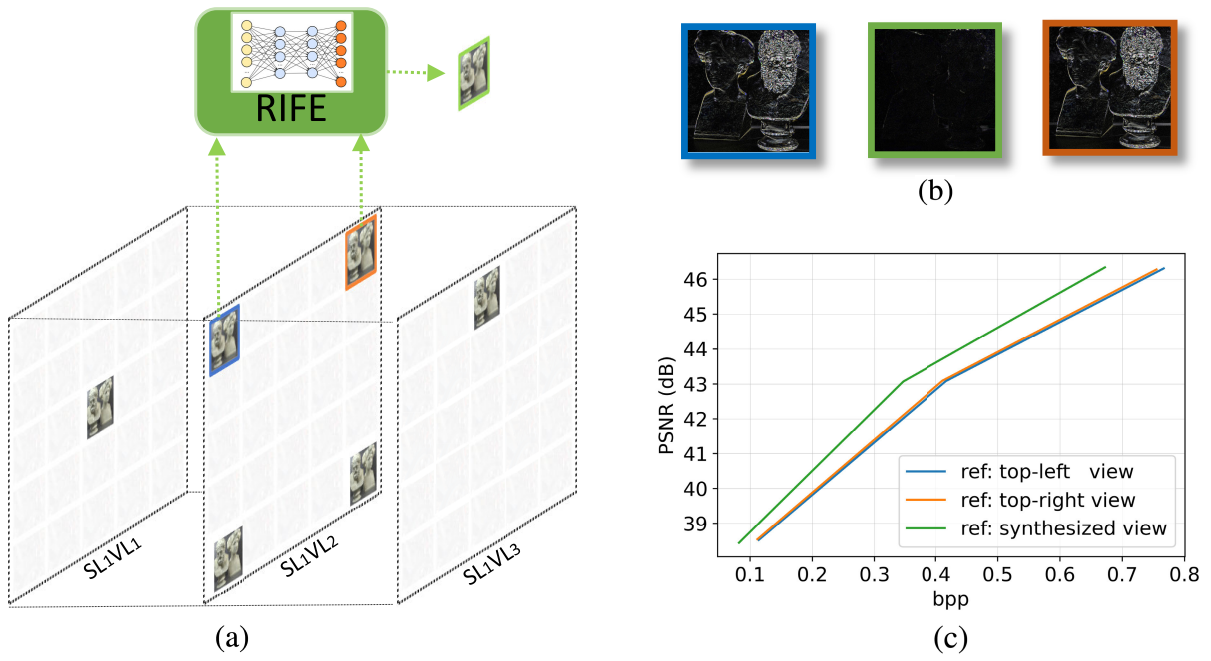 RIFE
SL1VL1
SL1VL2
SL1VL3
(a)
(b)
PSNR (dB)
46
45
44
43
42
41
40
39
ref: top-left view
ref: top-right view
ref: synthesized view
0.1 0.2 0.3 0.4 0.5 0.6 0.7 0.8
bpp
(c)